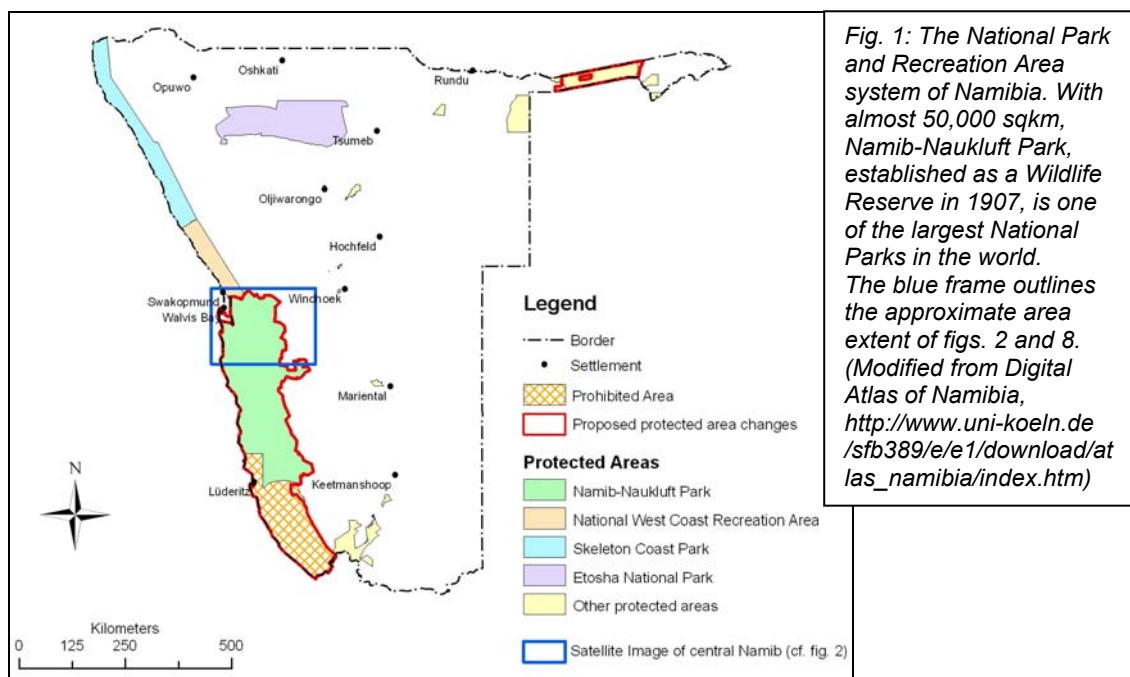 Oshkati
Opuwo
Rundu
Tsumeb
Oljiwarongo
Hochfeld
Swakopmund
Walvis Bay
Windhoek
Mariental
Lüderitz
Keetmanshoop
N
Kilometers
0 125 250 500
Legend
Border
Settlement
Prohibited Area
Proposed protected area changes
Protected Areas
Namib-Naukluft Park
National West Coast Recreation Area
Skeleton Coast Park
Etosha National Park
Other protected areas
Satellite Image of central Namib (cf. fig. 2)
Fig. 1: The National Park
and Recreation Area
system of Namibia. With
almost 50,000 sqkm,
Namib-Naukluft Park,
established as a Wildlife
Reserve in 1907, is one
of the largest National
Parks in the world.
The blue frame outlines
the approximate area
extent of figs. 2 and 8.
(Modified from Digital
Atlas of Namibia,
http://www.uni-koeln.de
/sfb389/e/e1/download/at
las_namibia/index.htm)